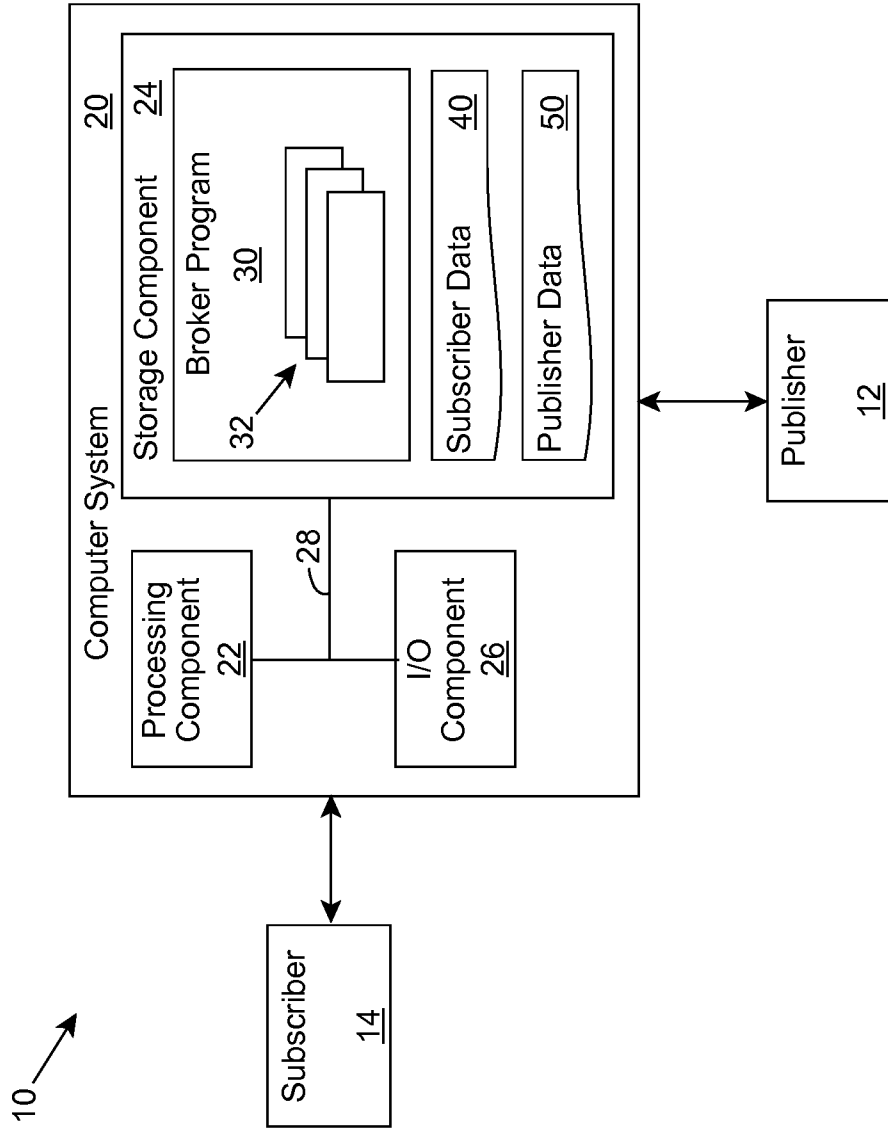 10
Computer System
20
Storage Component
24
Broker Program
30
32
Subscriber Data
40
Publisher Data
50
Processing
Component
22
28
I/O
Component
26
Subscriber
14
Publisher
12